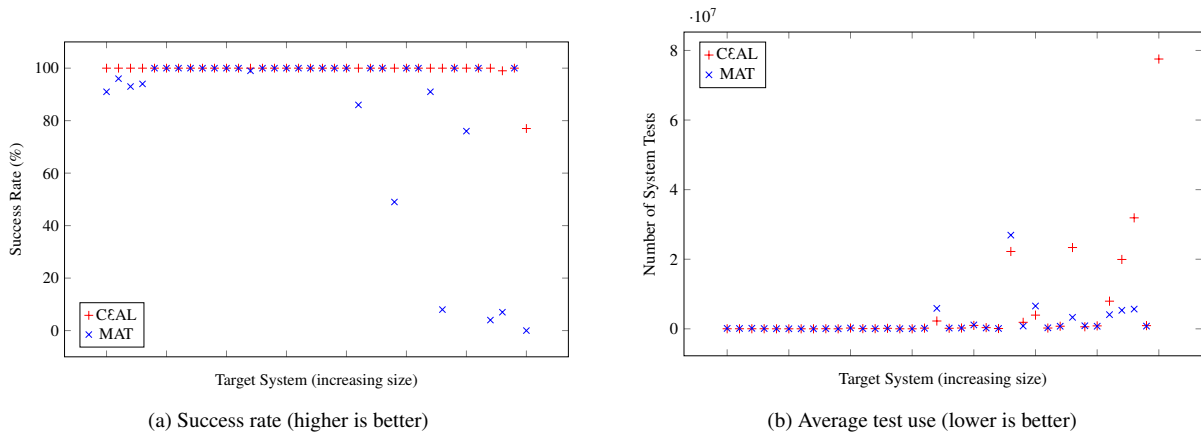 100
80
60
40
20
0
Success Rate (%)
CƐAL
MAT
Target System (increasing size)
(a) Success rate (higher is better)
·10⁷
8
6
4
2
0
Number of System Tests
CƐAL
MAT
Target System (increasing size)
(b) Average test use (lower is better)